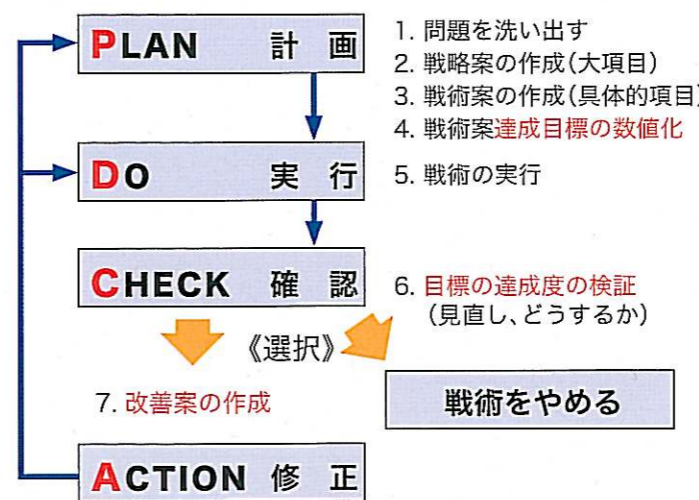 PLAN 計画
1. 問題を洗い出す
2. 戦略案の作成(大項目)
3. 戦術案の作成(具体的項目)
4. 戦術案達成目標の数値化
DO 実行
5. 戦術の実行
CHECK 確認
6. 目標の達成度の検証
(見直し、どうするか)
《選択》
7. 改善案の作成
戦術をやめる
ACTION 修正